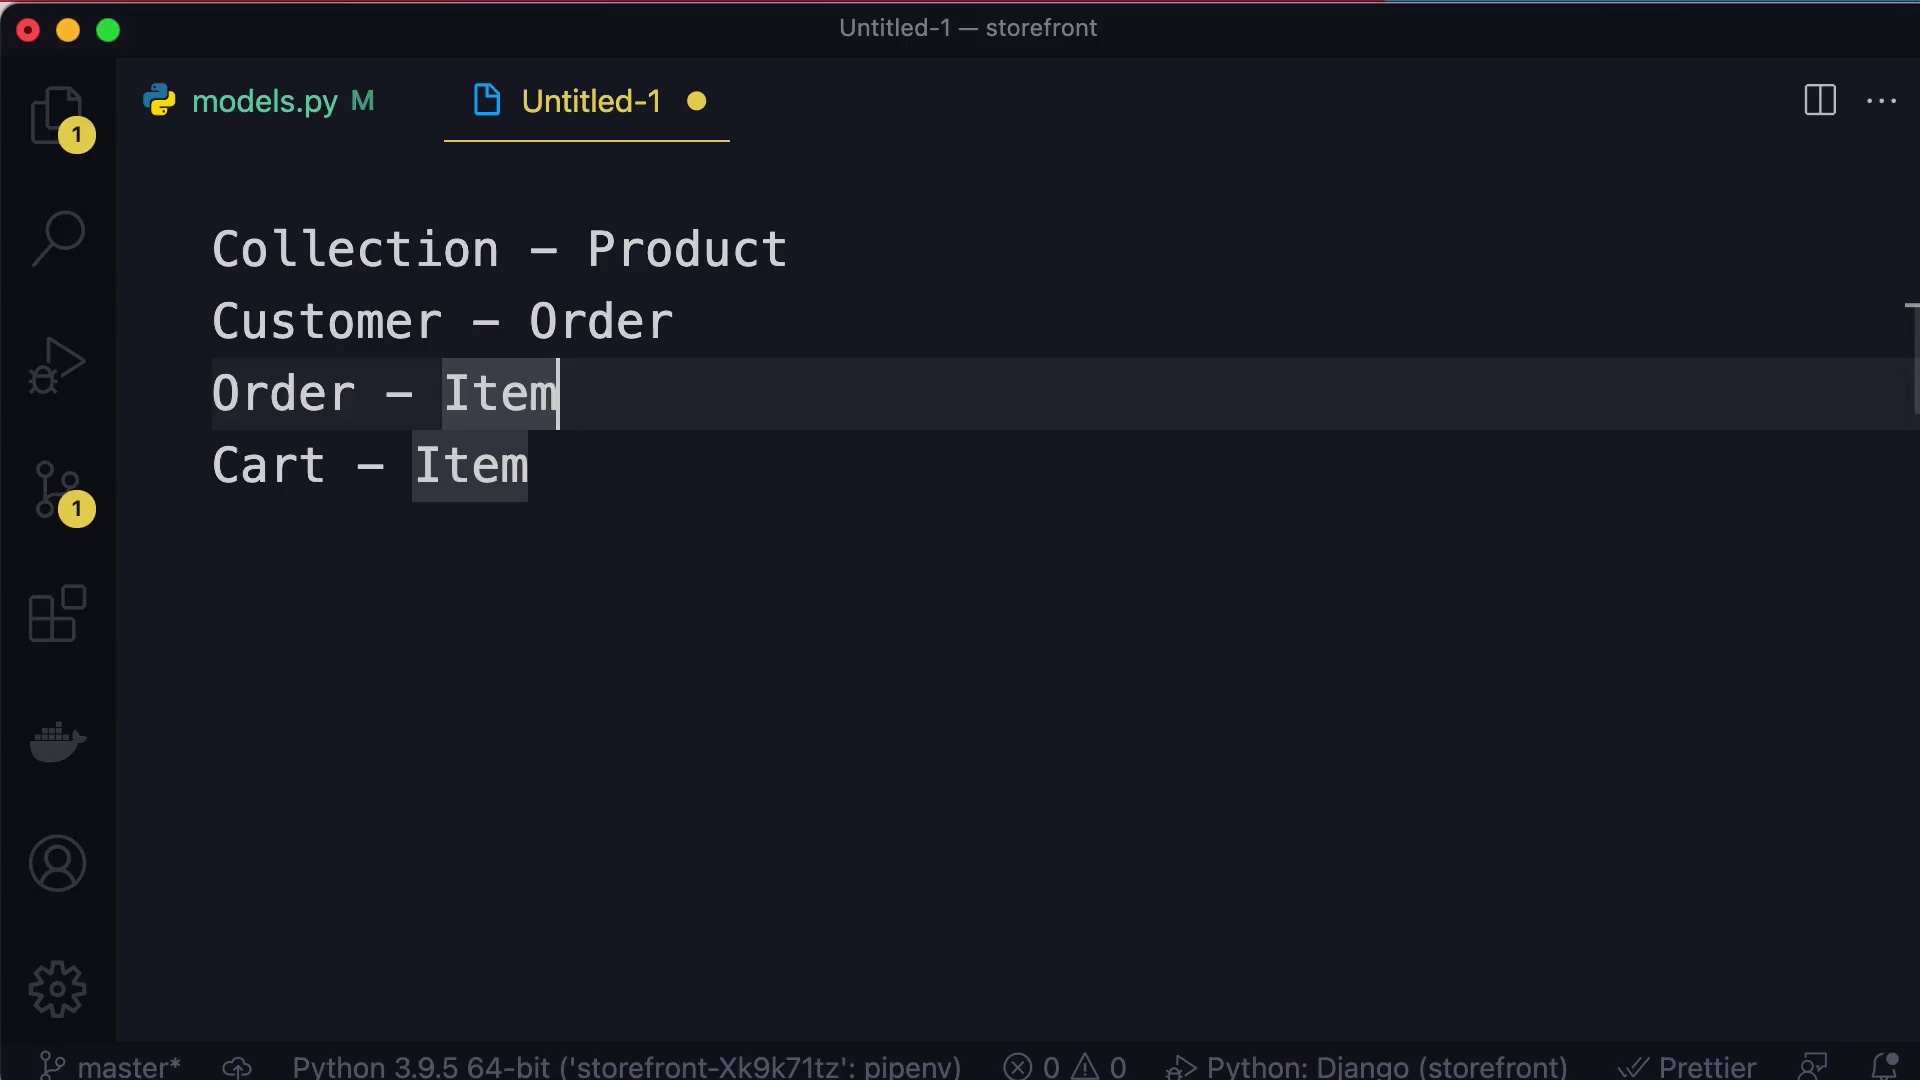 Untitled-1 — storefront
models.py M
Untitled-1
1
Collection - Product
Customer - Order
Order - Item
Cart - Item
1
master* Python 3.9.5 64-bit ('storefront-Xk9k71tz': pipenv) 0 0 Python: Django (storefront) Prettier